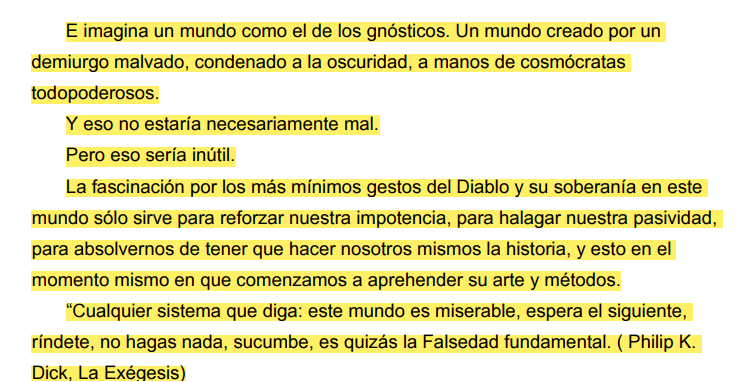 E imagina un mundo como el de los gnósticos. Un mundo creado por un
demiurgo malvado, condenado a la oscuridad, a manos de cosmócratas
todopoderosos.
Y eso no estaría necesariamente mal.
Pero eso sería inútil.
La fascinación por los más mínimos gestos del Diablo y su soberanía en este
mundo sólo sirve para reforzar nuestra impotencia, para halagar nuestra pasividad,
para absolvernos de tener que hacer nosotros mismos la historia, y esto en el
momento mismo en que comenzamos a aprehender su arte y métodos.
“Cualquier sistema que diga: este mundo es miserable, espera el siguiente,
ríndete, no hagas nada, sucumbe, es quizás la Falsedad fundamental. ( Philip K.
Dick, La Exégesis)